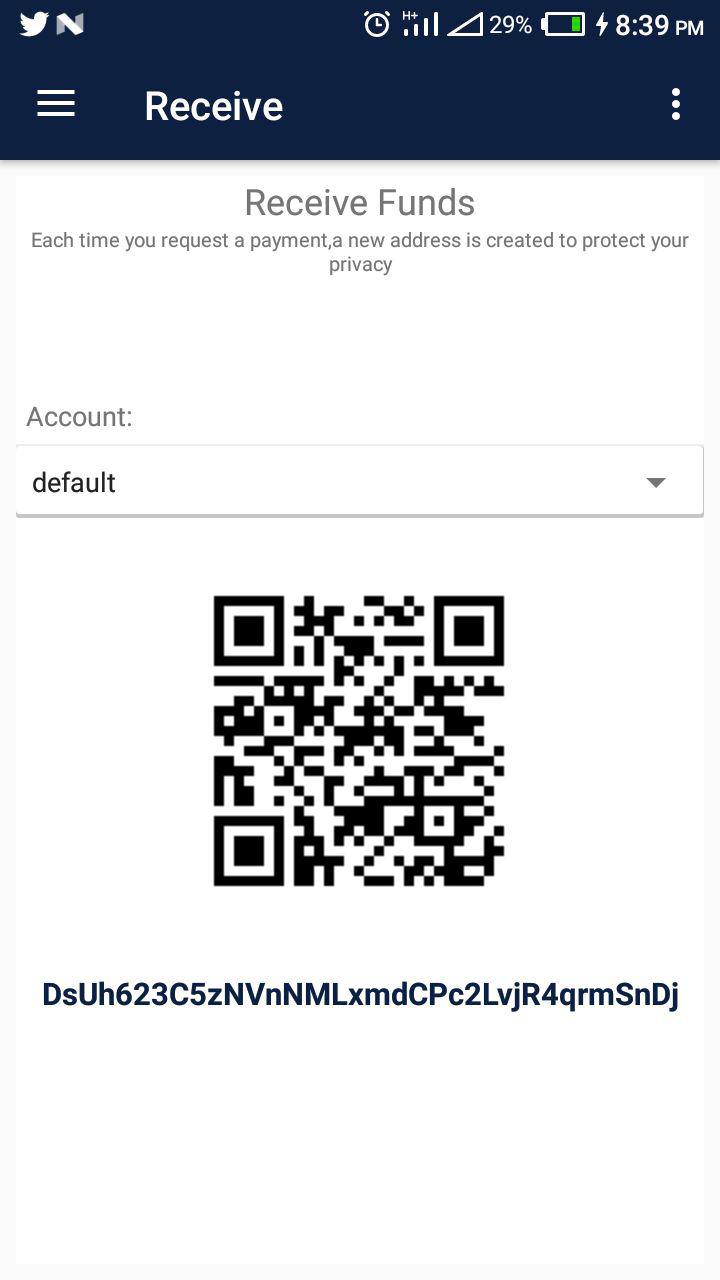 H+ 29% 8:39 PM
Receive
Receive Funds
Each time you request a payment,a new address is created to protect your
privacy
Account:
default
DsUh623C5zNVnNMLxmdCPc2LvjR4qrmSnDj